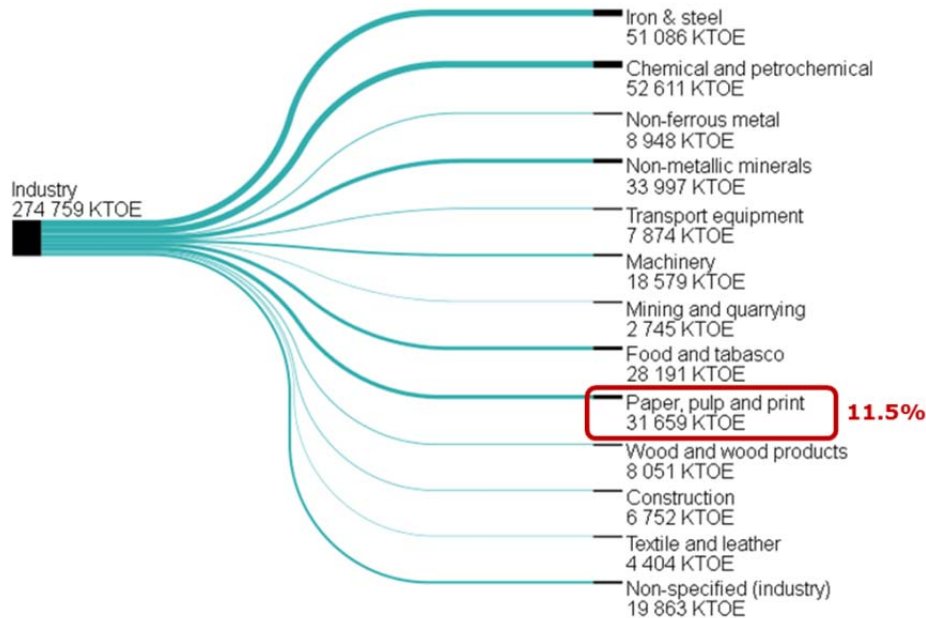 Iron & steel
51 086 KTOE
Chemical and petrochemical
52 611 KTOE
Non-ferrous metal
8 948 KTOE
Non-metallic minerals
33 997 KTOE
Industry
274 759 KTOE
Transport equipment
7 874 KTOE
Machinery
18 579 KTOE
Mining and quarrying
2 745 KTOE
Food and tabasco
28 191 KTOE
Paper, pulp and print
31 659 KTOE
11.5%
Wood and wood products
8 051 KTOE
Construction
6 752 KTOE
Textile and leather
4 404 KTOE
Non-specified (industry)
19 863 KTOE